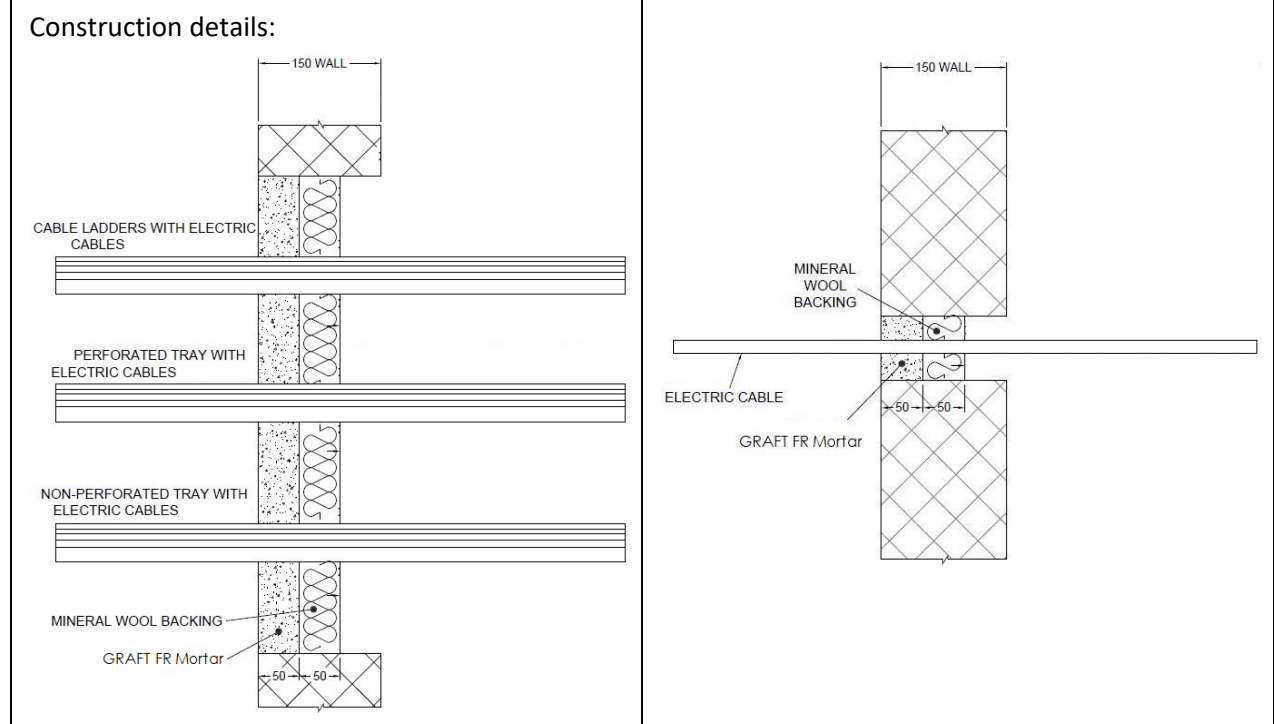 Construction details:
150 WALL
CABLE LADDERS WITH ELECTRIC
CABLES
PERFORATED TRAY WITH
ELECTRIC CABLES
NON-PERFORATED TRAY WITH
ELECTRIC CABLES
MINERAL WOOL BACKING
GRAFT FR Mortar
50 50
150 WALL
MINERAL
WOOL
BACKING
ELECTRIC CABLE
50 50
GRAFT FR Mortar